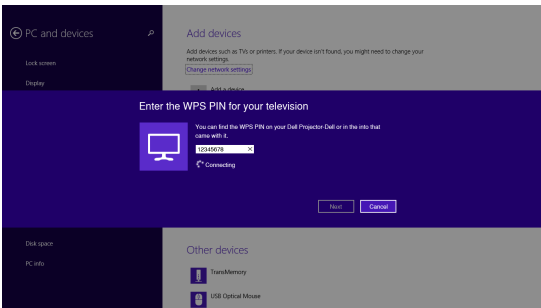 PC and devices
Lock screen
Display
Add devices
Add devices such as TVs or printers. If your device isn't found, you might need to change your
network settings.
Change network settings
Add a device
Enter the WPS PIN for your television
You can find the WPS PIN on your Dell Projector-Dell or in the into that
came with it.
12345678
Connecting
Next
Cancel
Disk space
PC info
Other devices
TransMemory
USB Optical Mouse